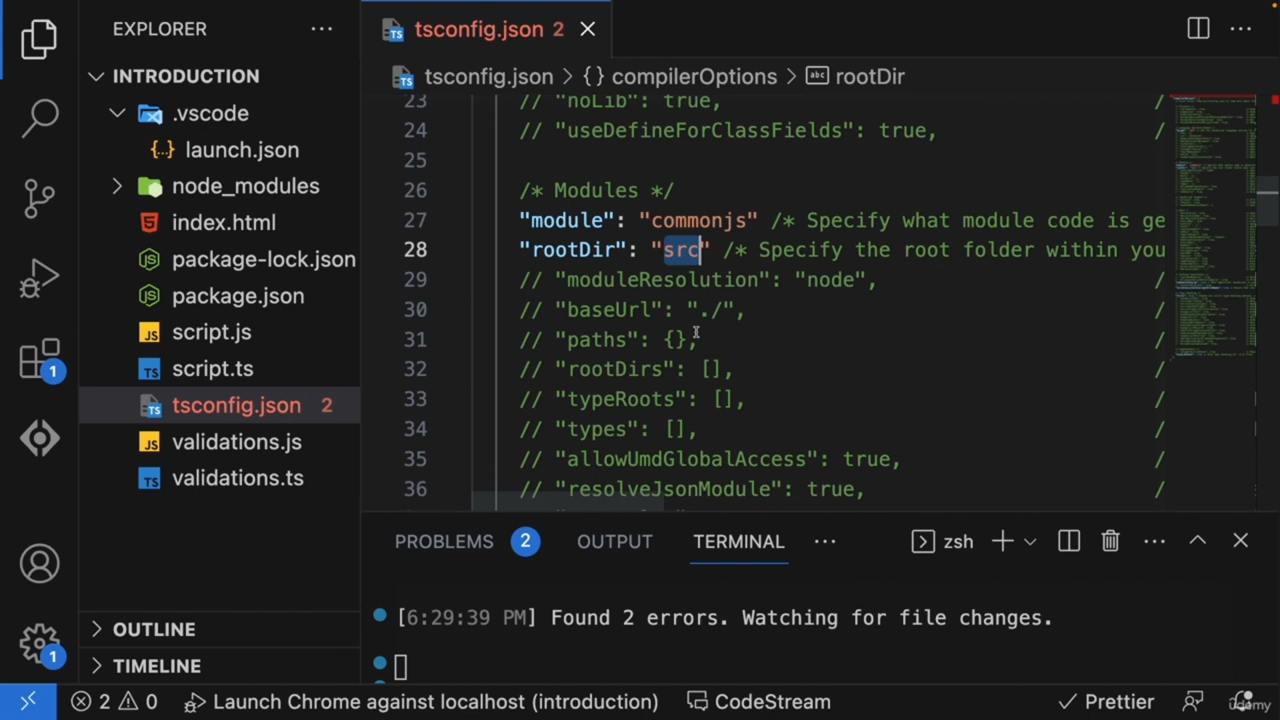 EXPLORER
INTRODUCTION
.vscode
launch.json
node_modules
index.html
package-lock.json
package.json
script.js
script.ts
tsconfig.json 2
validations.js
validations.ts
OUTLINE
TIMELINE
1
1
tsconfig.json 2
tsconfig.json > {} compilerOptions > abc rootDir
23 // "noLib": true, /
24 // "useDefineForClassFields": true, /
25
26 /* Modules */
27 "module": "commonjs" /* Specify what module code is ge
28 "rootDir": "src" /* Specify the root folder within you
29 // "moduleResolution": "node", /
30 // "baseUrl": "./", /
31 // "paths": {}, /
32 // "rootDirs": [], /
33 // "typeRoots": [], /
34 // "types": [], /
35 // "allowUmdGlobalAccess": true, /
36 // "resolveJsonModule": true, /
PROBLEMS 2 OUTPUT TERMINAL zsh
[6:29:39 PM] Found 2 errors. Watching for file changes.
2 0 Launch Chrome against localhost (introduction) CodeStream Prettier
udemy